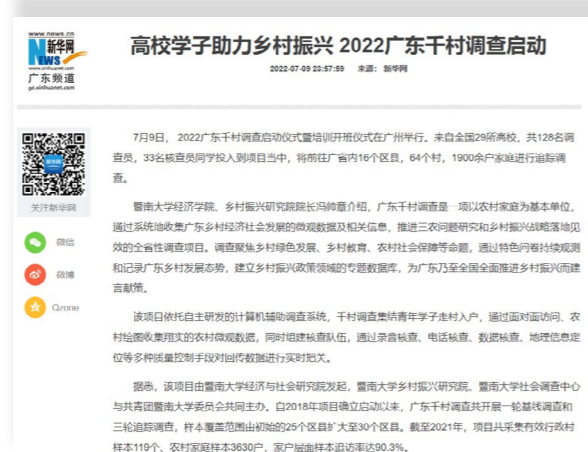 www.news.cn
新华网
NEWS
www.xinhuanet.com
广东频道
gd.xinhuanet.com
高校学子助力乡村振兴 2022广东千村调查启动
2022-07-09 23:57:59 来源： 新华网
关注新华网
微信
微博
Qzone
7月9日， 2022广东千村调查启动仪式暨培训开班仪式在广州举行。来自全国29所高校，共128名调
查员，33名核查员同学投入到项目当中，将前往广省内16个区县，64个村，1900余户家庭进行追踪调
查。
暨南大学经济学院、乡村振兴研究院院长冯帅章介绍，广东千村调查是一项以农村家庭为基本单位，
通过系统地收集广东乡村经济社会发展的微观数据及相关信息，推进三农问题研究和乡村振兴战略落地见
效的全省性调查项目。调查聚焦乡村绿色发展、乡村教育、农村社会保障等命题，通过特色问卷持续观测
和记录广东乡村发展态势，建立乡村振兴政策领域的专题数据库，为广东乃至全国全面推进乡村振兴而建
言献策。
该项目依托自主研发的计算机辅助调查系统，千村调查集结青年学子走村入户，通过面对面访问、农
村绘图收集翔实的农村微观数据，同时组建核查队伍，通过录音核查、电话核查、数据核查、地理信息定
位等多种质量控制手段对回传数据进行实时把关。
据悉，该项目由暨南大学经济与社会研究院发起，暨南大学乡村振兴研究院、暨南大学社会调查中心
与共青团暨南大学委员会共同主办。自2018年项目确立启动以来，广东千村调查共开展一轮基线调查和
三轮追踪调查，样本覆盖范围由初始的25个区县扩大至30个区县。截至2021年，项目共采集有效行政村
样本119个、农村家庭样本3630户，家户层面样本追访率达90.3%。